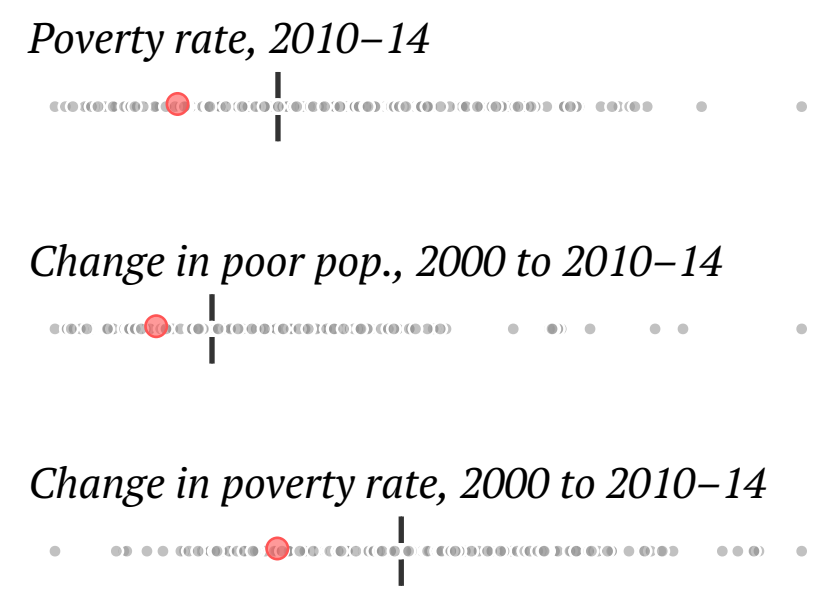 Poverty rate, 2010–14
Change in poor pop., 2000 to 2010–14
Change in poverty rate, 2000 to 2010–14